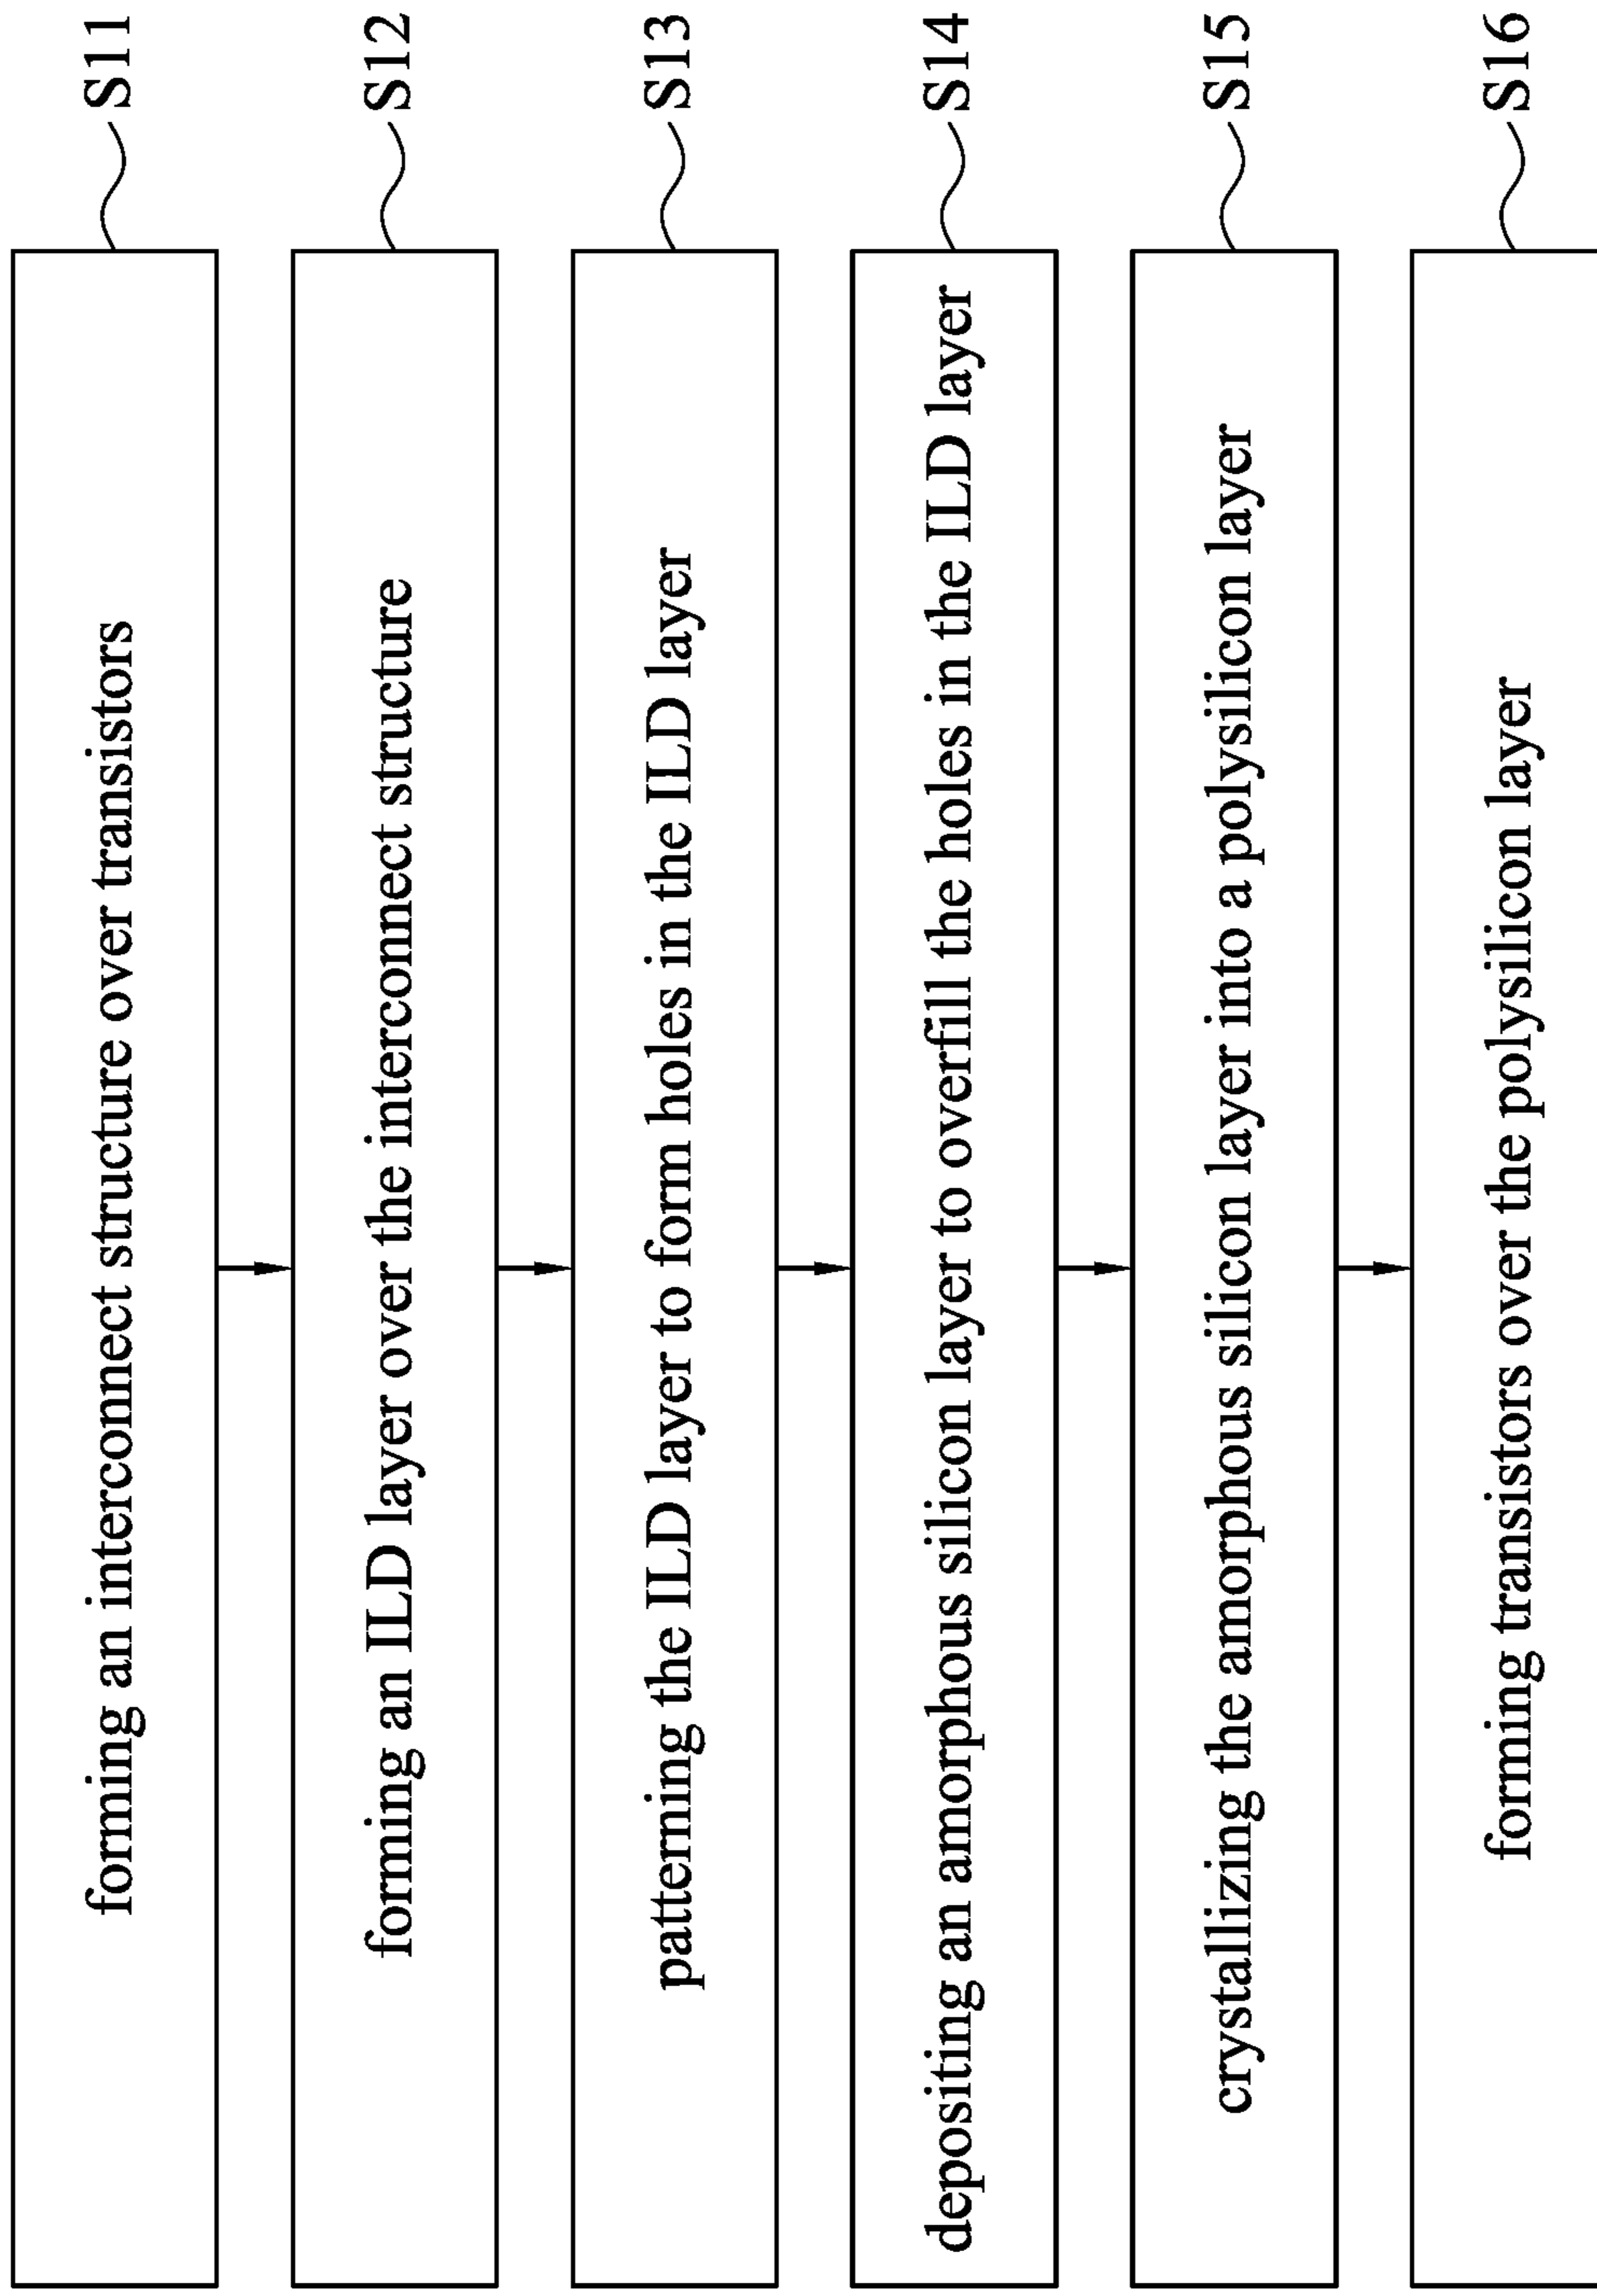 forming an interconnect structure over transistors S11
forming an ILD layer over the interconnect structure S12
patterning the ILD layer to form holes in the ILD layer S13
depositing an amorphous silicon layer to overfill the holes in the ILD layer S14
crystallizing the amorphous silicon layer into a polysilicon layer S15
forming transistors over the polysilicon layer S16